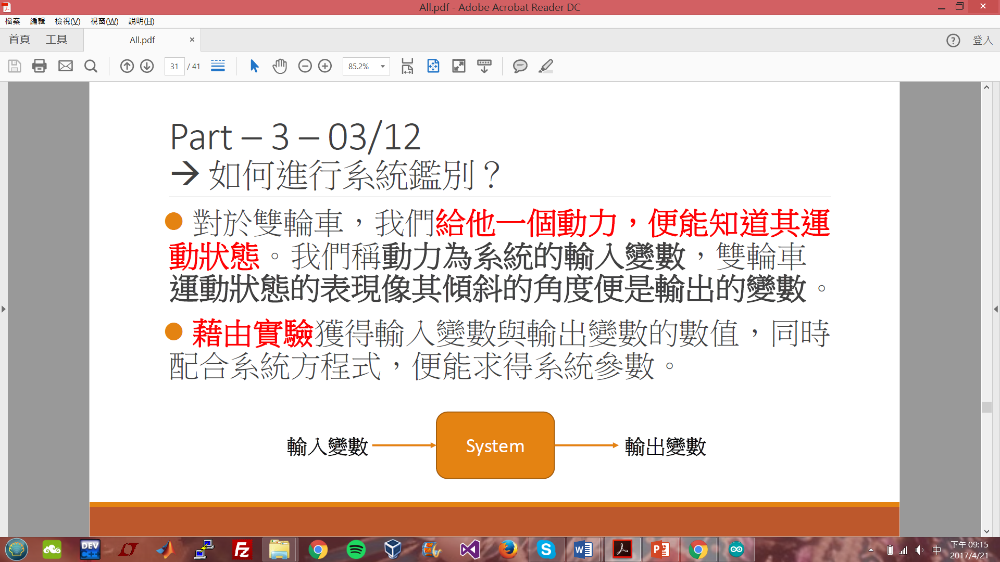 All.pdf - Adobe Acrobat Reader DC
檔案 編輯 檢視(V) 視窗(W) 說明(H)
首頁 工具 All.pdf × ? 登入
31 / 41 85.2%
Part – 3 – 03/12
→ 如何進行系統鑑別？
對於雙輪車，我們給他一個動力，便能知道其運
動狀態。我們稱動力為系統的輸入變數，雙輪車
運動狀態的表現像其傾斜的角度便是輸出的變數。
藉由實驗獲得輸入變數與輸出變數的數值，同時
配合系統方程式，便能求得系統參數。
輸入變數 System 輸出變數
DEV C++ Fz S W P 中 下午 09:15
2017/4/21